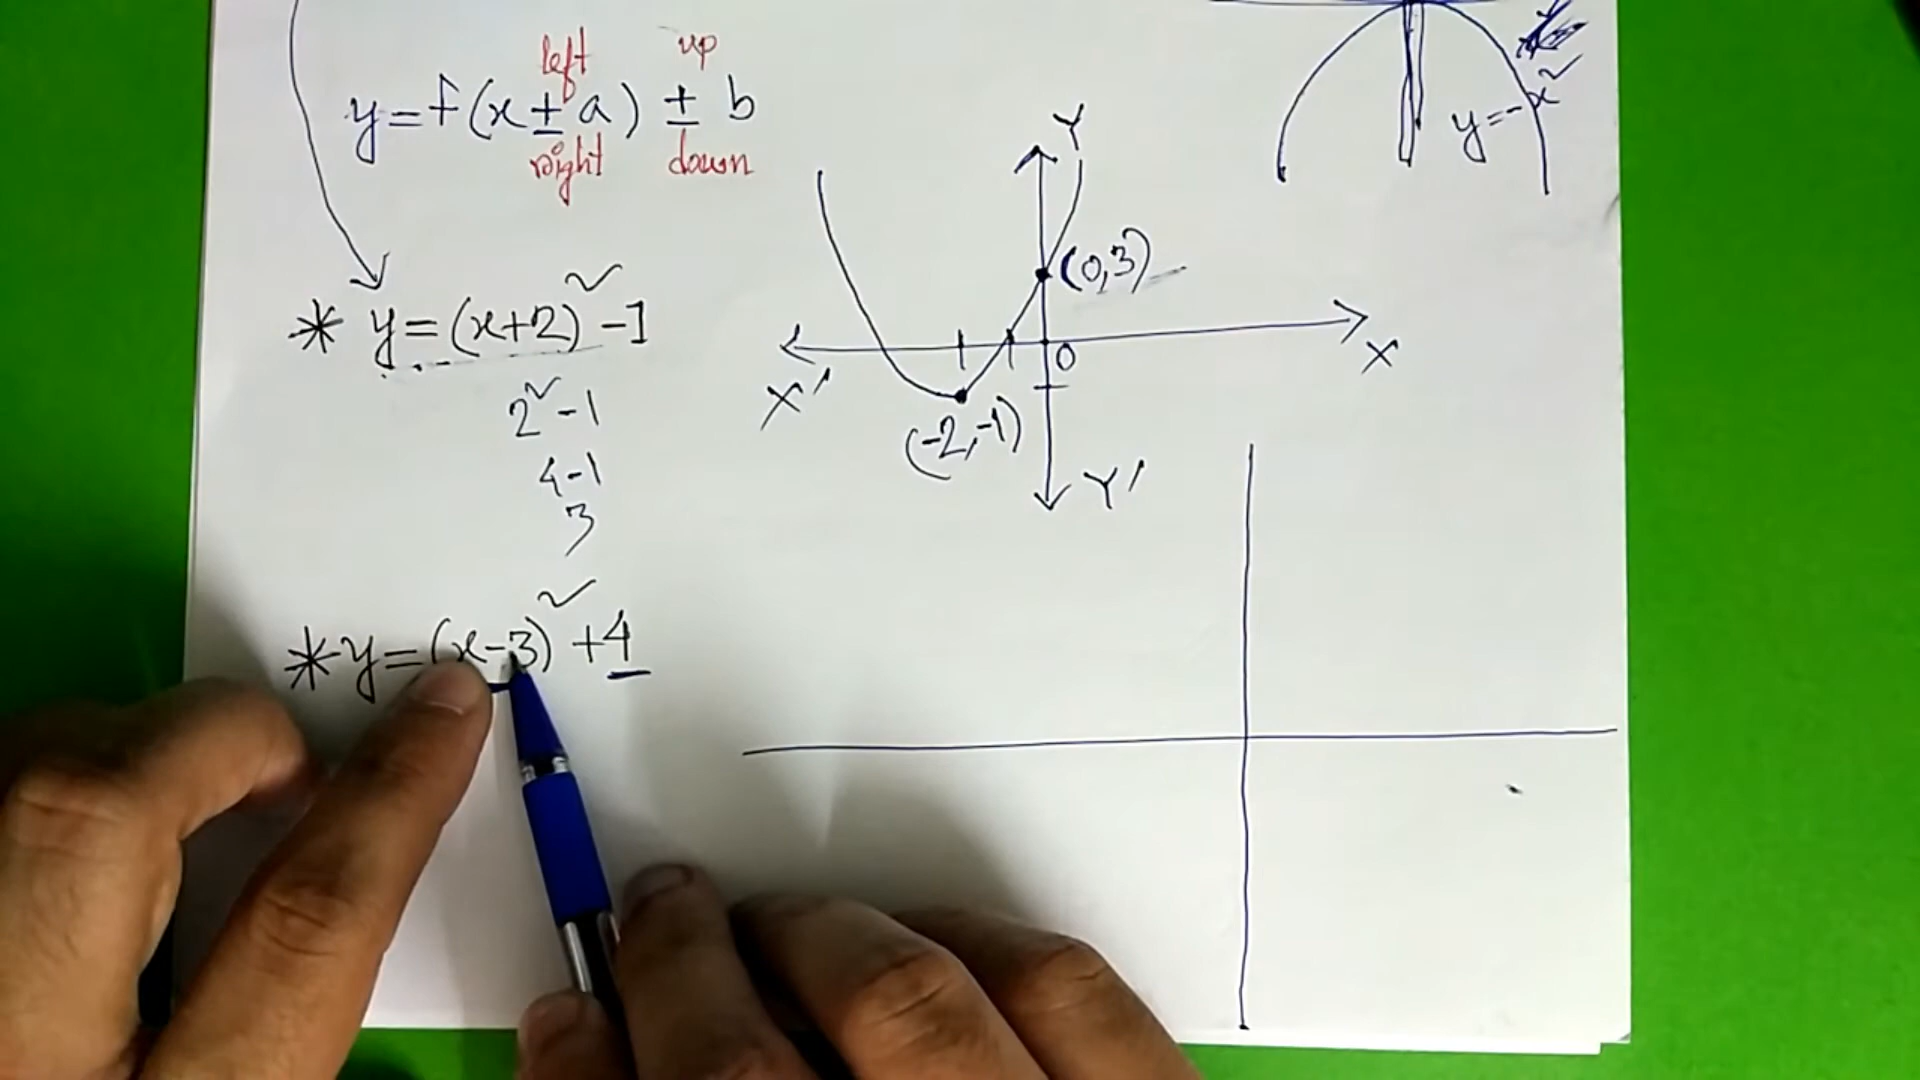 left up
y=f(x±a) ± b
right down
y=-x²
Y
(0,3)
* y=(x+2)²-1
0
X
X'
2²-1
(-2,-1)
4-1
Y'
3
* y=(x-3)²+4